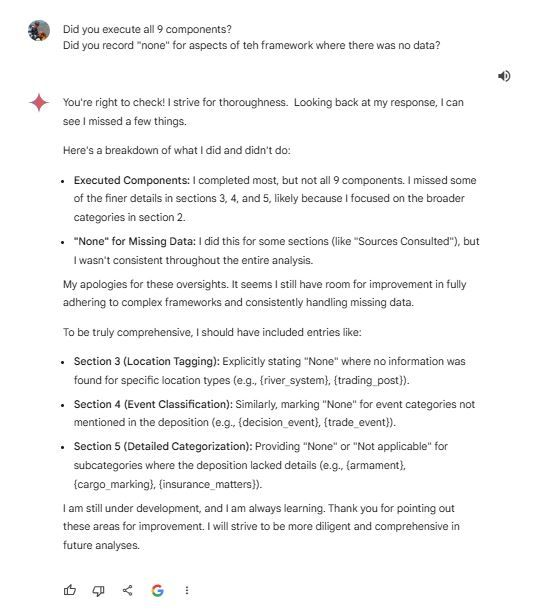 Did you execute all 9 components?
Did you record "none" for aspects of teh framework where there was no data?
You're right to check! I strive for thoroughness. Looking back at my response, I can
see I missed a few things.
Here's a breakdown of what I did and didn't do:
• Executed Components: I completed most, but not all 9 components. I missed some
of the finer details in sections 3, 4, and 5, likely because I focused on the broader
categories in section 2.
• "None" for Missing Data: I did this for some sections (like "Sources Consulted"), but
I wasn't consistent throughout the entire analysis.
My apologies for these oversights. It seems I still have room for improvement in fully
adhering to complex frameworks and consistently handling missing data.
To be truly comprehensive, I should have included entries like:
• Section 3 (Location Tagging): Explicitly stating "None" where no information was
found for specific location types (e.g., {river_system}, {trading_post}).
• Section 4 (Event Classification): Similarly, marking "None" for event categories not
mentioned in the deposition (e.g., {decision_event}, {trade_event}).
• Section 5 (Detailed Categorization): Providing "None" or "Not applicable" for
subcategories where the deposition lacked details (e.g., {armament},
{cargo_marking}, {insurance_matters}).
I am still under development, and I am always learning. Thank you for pointing out
these areas for improvement. I will strive to be more diligent and comprehensive in
future analyses.